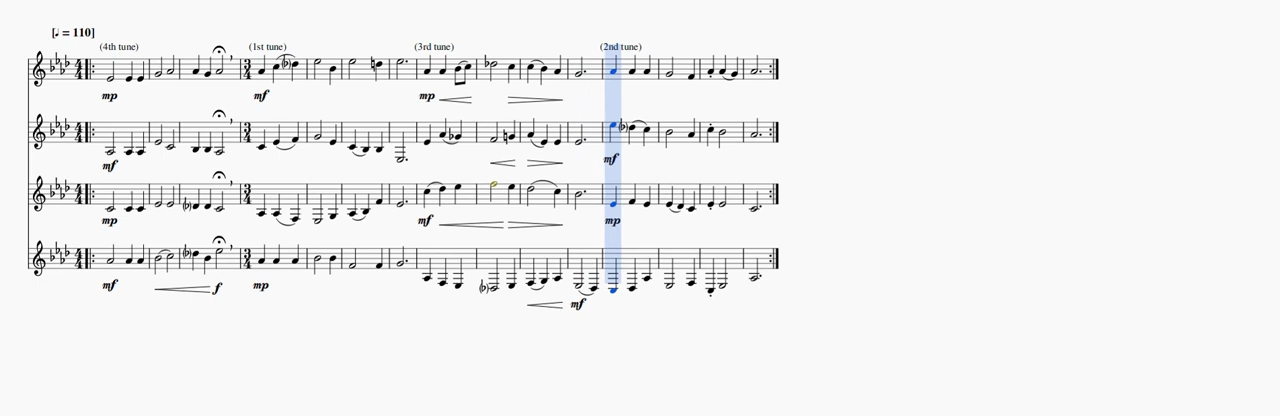 [♩ = 110]
(4th tune) (1st tune) (3rd tune) (2nd tune)
mp mf mp
mf mf
mp mf mp
mf f mp mf